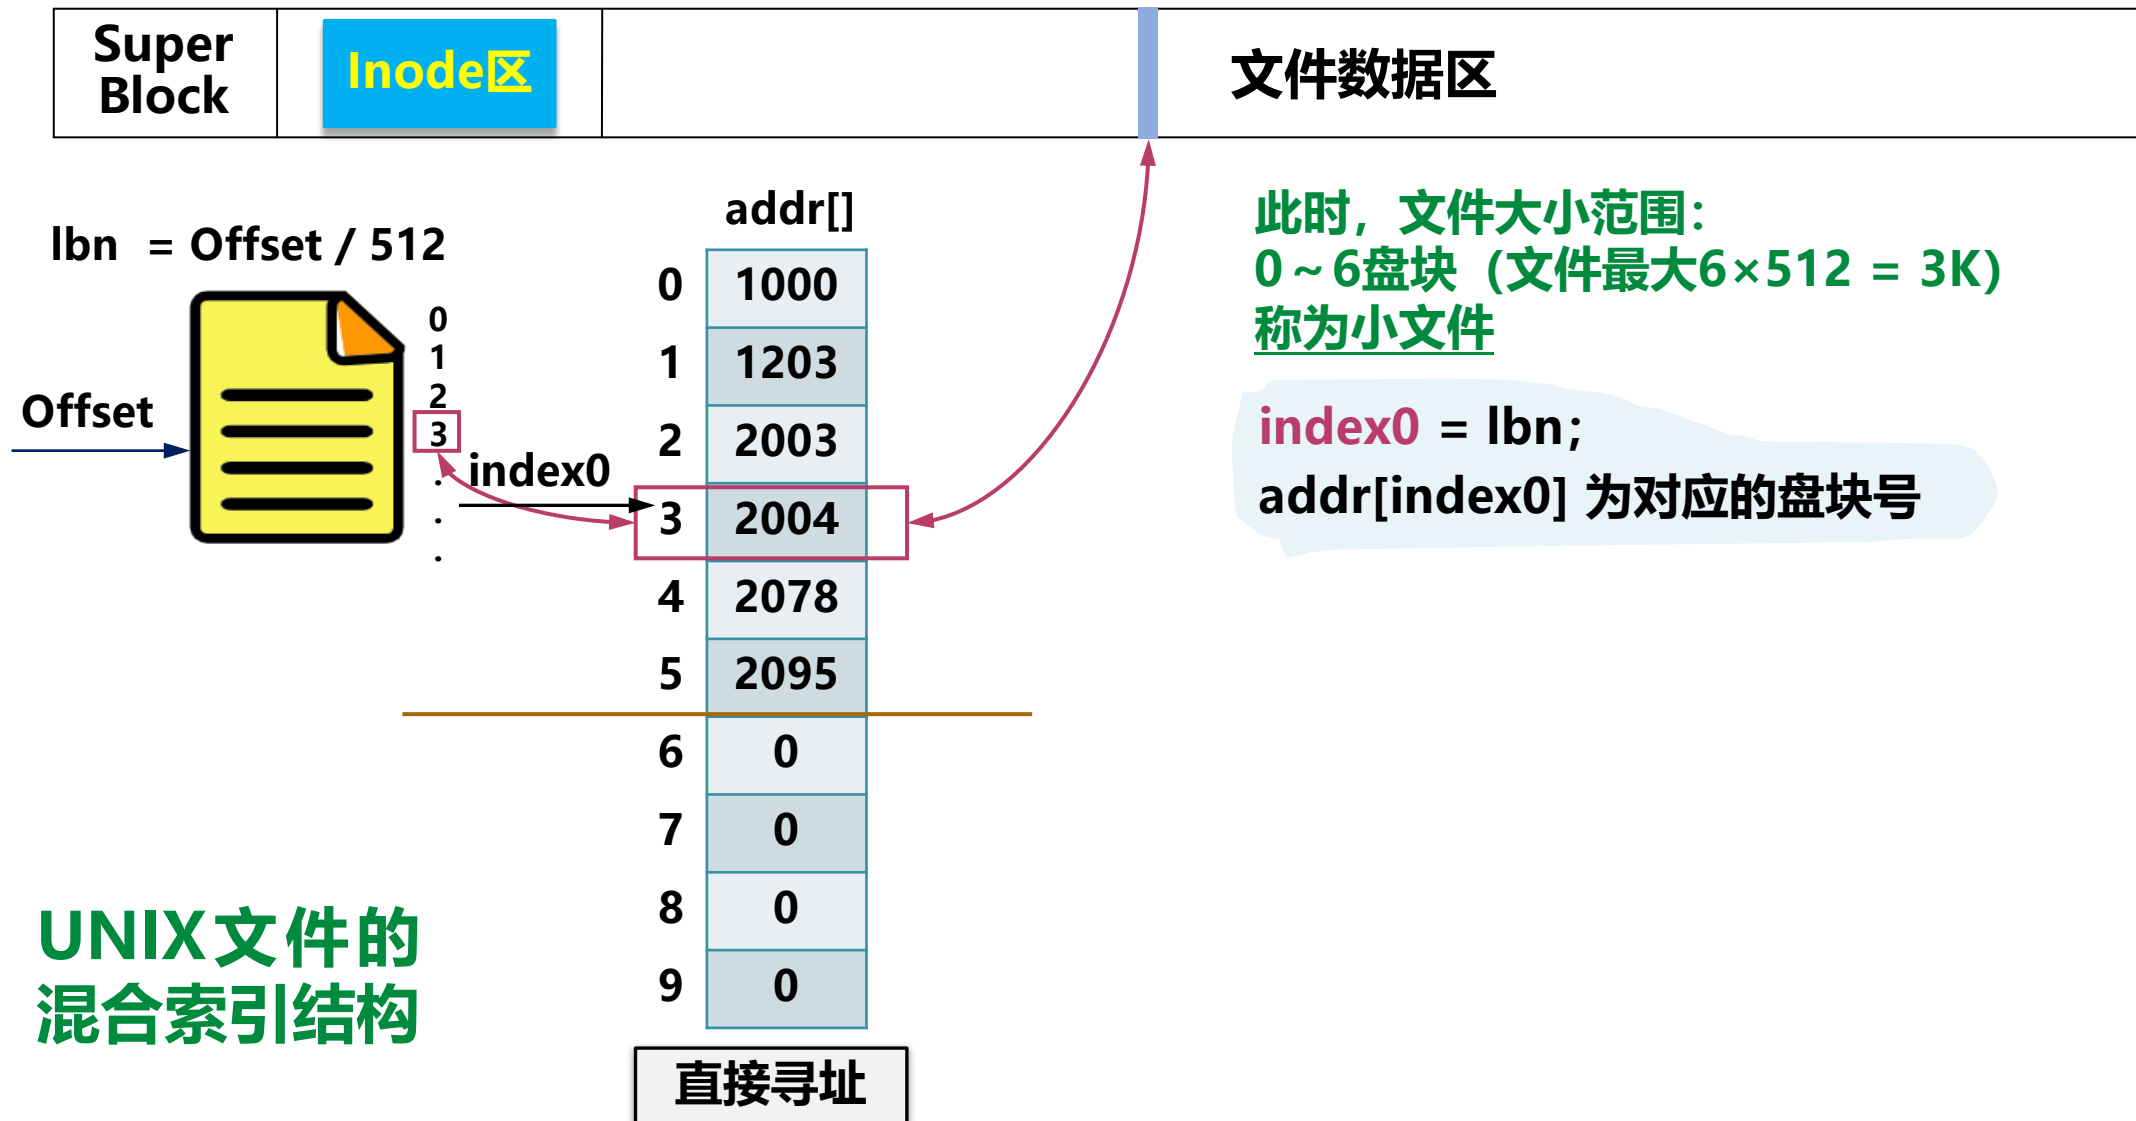 Super
Block
Inode区
文件数据区
lbn = Offset / 512
addr[]
此时，文件大小范围：
0～6盘块（文件最大6×512 = 3K）
称为小文件
Offset
0
1
2
3
.
.
.
index0
0 1000
1 1203
2 2003
3 2004
4 2078
5 2095
6 0
7 0
8 0
9 0
index0 = lbn;
addr[index0] 为对应的盘块号
UNIX文件的
混合索引结构
直接寻址